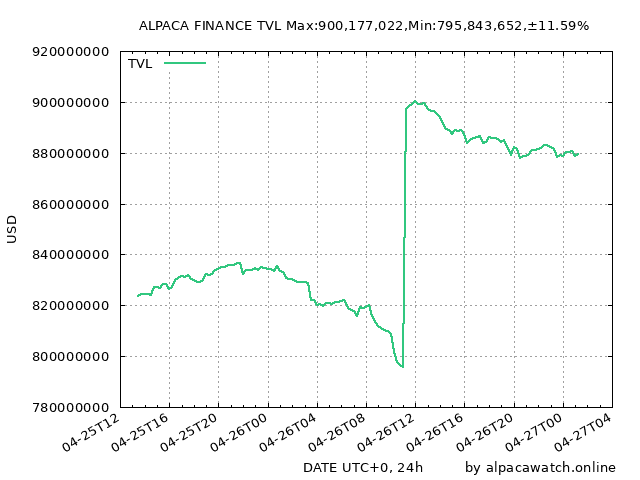 ALPACA FINANCE TVL Max:900,177,022,Min:795,843,652,±11.59%
920000000
TVL
900000000
880000000
860000000
USD
840000000
820000000
800000000
780000000
04-25T12
04-25T16
04-25T20
04-26T00
04-26T04
04-26T08
04-26T12
04-26T16
04-26T20
04-27T00
04-27T04
DATE UTC+0, 24h
by alpacawatch.online